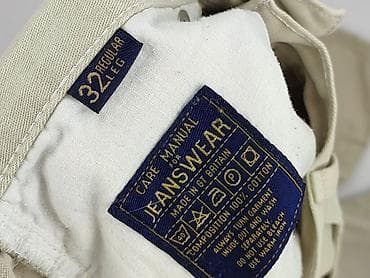 32 REGULAR
LEG
CARE MANUAL
FOR
JEANSWEAR
MADE IN GT BRITAIN
COMPOSITION 100% COTTON
ALWAYS TURN GARMENT
INSIDE OUT AND WASH
SEPARATELY
DO NOT USE BLEACH